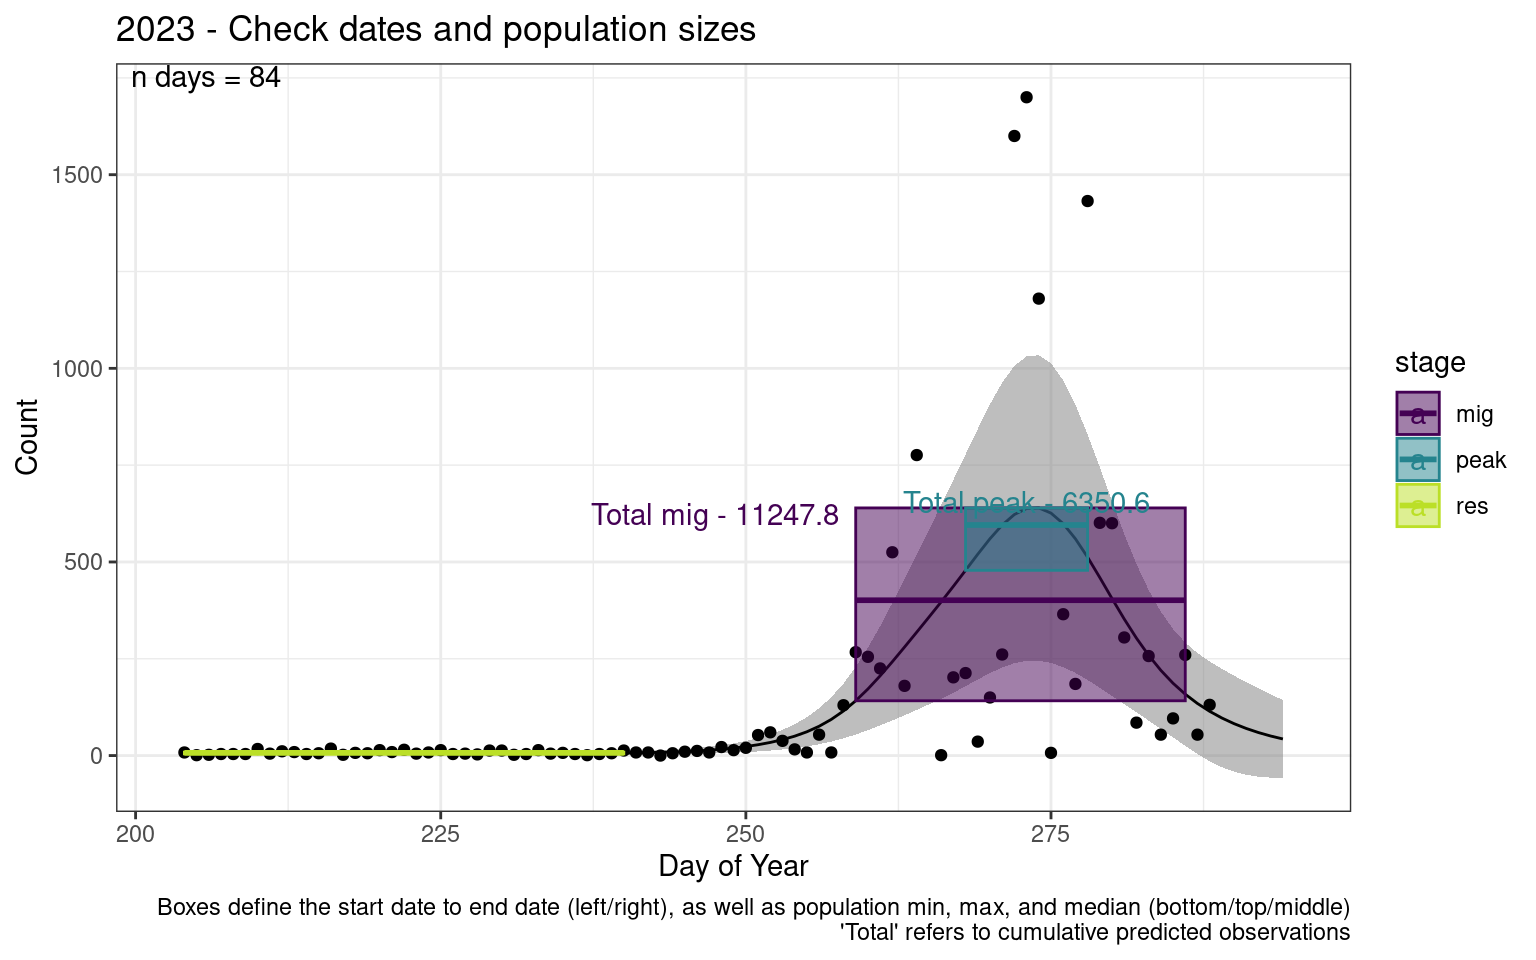 2023 - Check dates and population sizes
n days = 84
1500
1000
500
0
Count
Total mig - 11247.8
Total peak - 6350.6
200
225
250
275
Day of Year
stage
a mig
a peak
a res
Boxes define the start date to end date (left/right), as well as population min, max, and median (bottom/top/middle)
'Total' refers to cumulative predicted observations